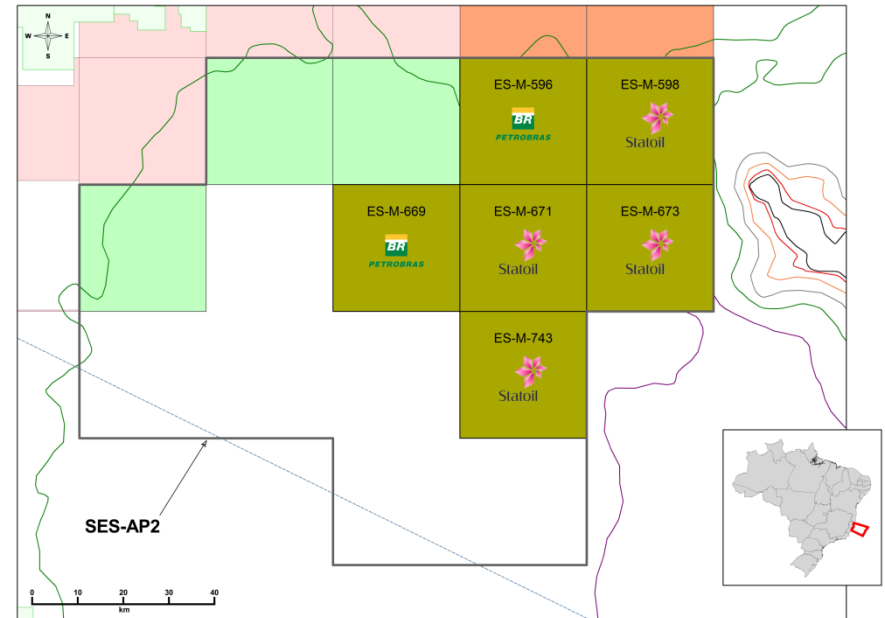 N
W E
S
ES-M-596
BR
PETROBRAS
ES-M-598
Statoil
ES-M-669
BR
PETROBRAS
ES-M-671
Statoil
ES-M-673
Statoil
ES-M-743
Statoil
SES-AP2
0 10 20 30 40
km